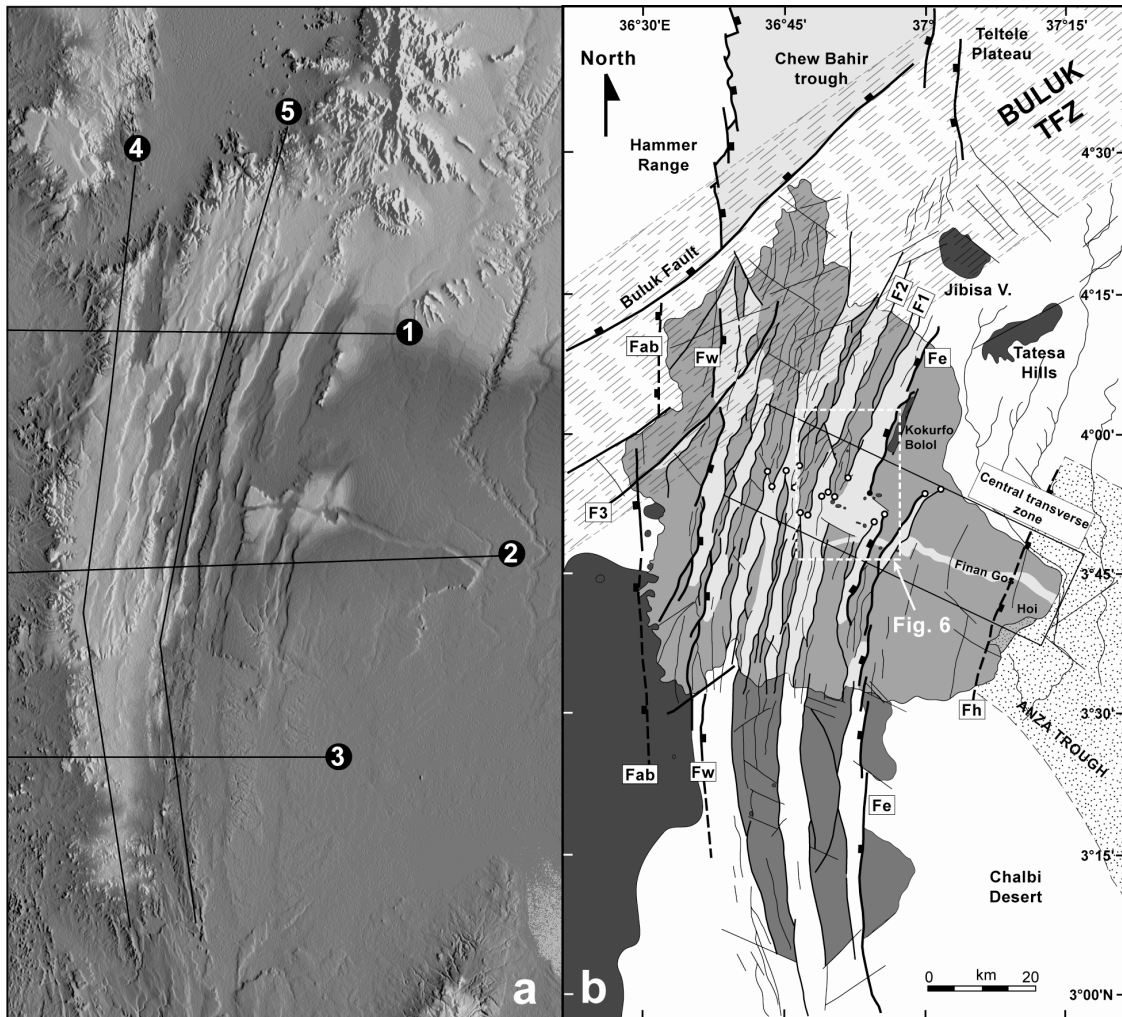 4
5
1
2
3
a
36°30'E
36°45'
37°
37°15'
North
Chew Bahir
trough
Teltele
Plateau
BULUK
TFZ
Hammer
Range
4°30'
Buluk Fault
F2
F1
Jibisa V.
4°15'
Fab
Fw
Fe
Tatesa
Hills
Kokurfo
Bolol
4°00'
Central transverse
zone
F3
Finan Gos
3°45'
Hoi
Fig. 6
Fh
3°30'
ANZA TROUGH
Fab
Fw
Fe
3°15'
Chalbi
Desert
0 km 20
b
3°00'N